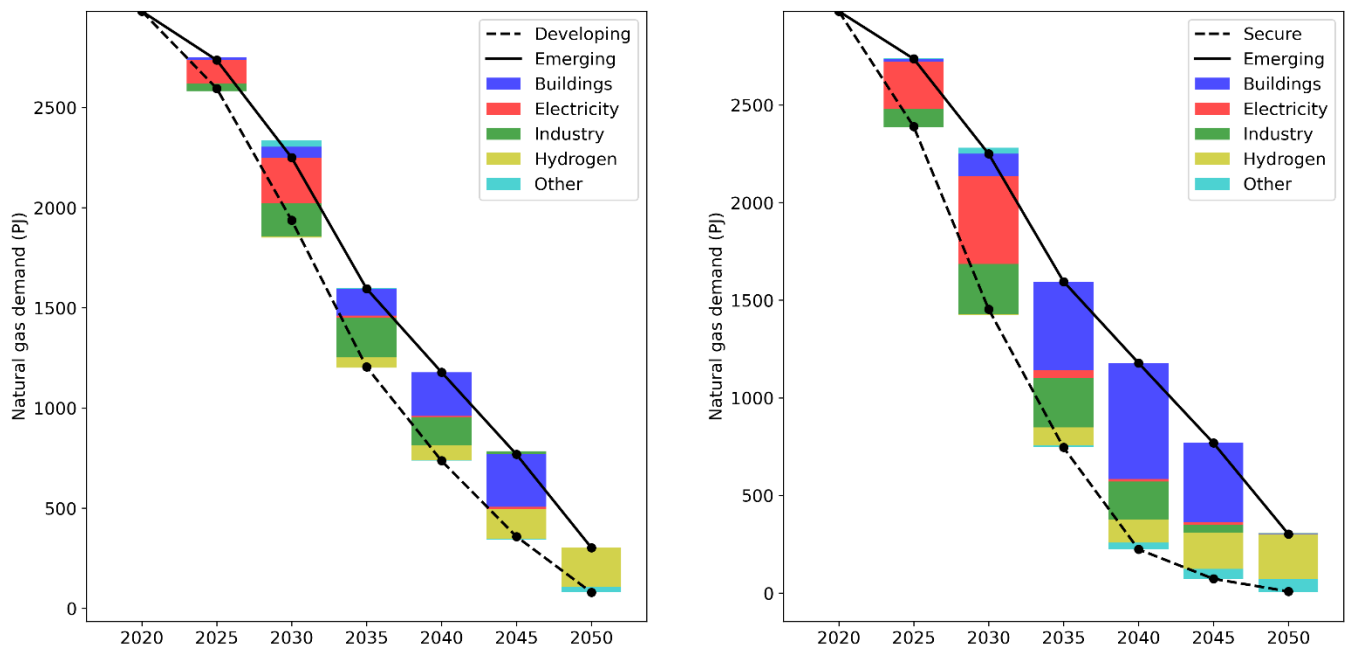 Natural gas demand (PJ)
2500
2000
1500
1000
500
0
2020 2025 2030 2035 2040 2045 2050
Developing
Emerging
Buildings
Electricity
Industry
Hydrogen
Other
Natural gas demand (PJ)
2500
2000
1500
1000
500
0
2020 2025 2030 2035 2040 2045 2050
Secure
Emerging
Buildings
Electricity
Industry
Hydrogen
Other